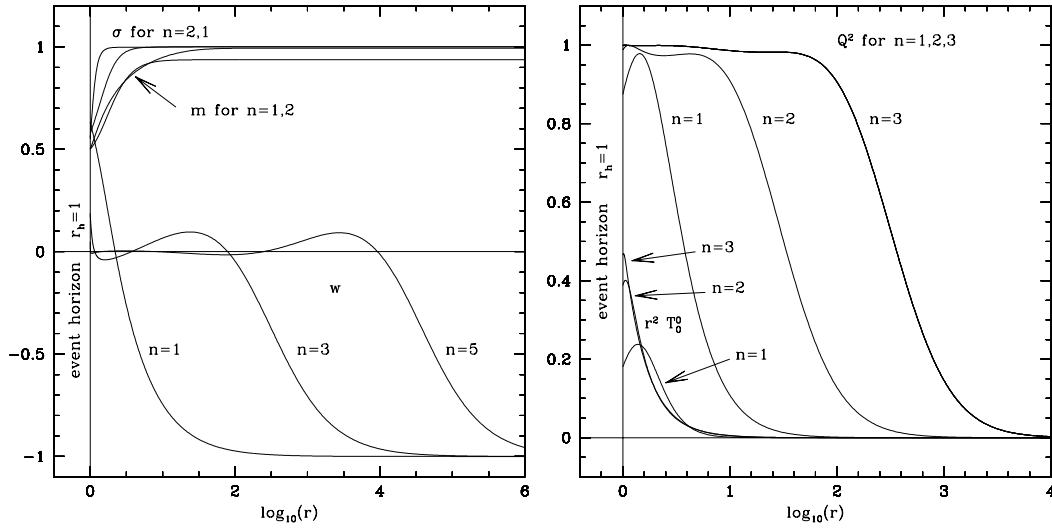 σ for n=2,1
m for n=1,2
w
n=1
n=3
n=5
event horizon r_h=1
1
0.5
0
−0.5
−1
0
2
4
6
log₁₀(r)
Q² for n=1,2,3
n=1
n=2
n=3
n=3
n=2
r² T₀⁰
n=1
event horizon r_h=1
1
0.8
0.6
0.4
0.2
0
0
1
2
3
4
log₁₀(r)